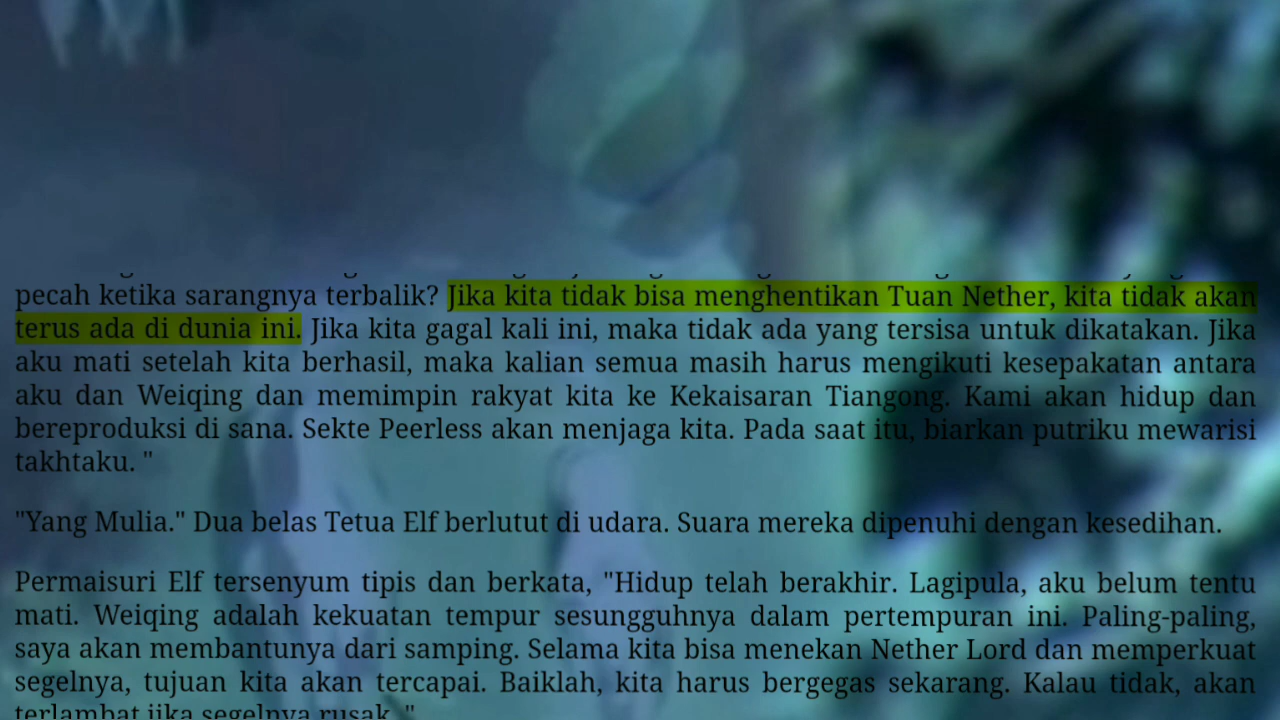 pecah ketika sarangnya terbalik? Jika kita tidak bisa menghentikan Tuan Nether, kita tidak akan
terus ada di dunia ini. Jika kita gagal kali ini, maka tidak ada yang tersisa untuk dikatakan. Jika
aku mati setelah kita berhasil, maka kalian semua masih harus mengikuti kesepakatan antara
aku dan Weiqing dan memimpin rakyat kita ke Kekaisaran Tiangong. Kami akan hidup dan
bereproduksi di sana. Sekte Peerless akan menjaga kita. Pada saat itu, biarkan putriku mewarisi
takhtaku. "
"Yang Mulia." Dua belas Tetua Elf berlutut di udara. Suara mereka dipenuhi dengan kesedihan.
Permaisuri Elf tersenyum tipis dan berkata, "Hidup telah berakhir. Lagipula, aku belum tentu
mati. Weiqing adalah kekuatan tempur sesungguhnya dalam pertempuran ini. Paling-paling,
saya akan membantunya dari samping. Selama kita bisa menekan Nether Lord dan memperkuat
segelnya, tujuan kita akan tercapai. Baiklah, kita harus bergegas sekarang. Kalau tidak, akan
terlambat jika segelnya rusak. "